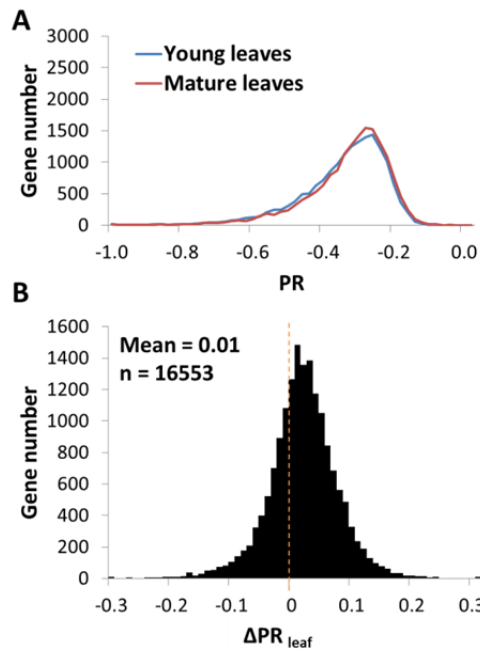 A
Gene number
3000
2500
2000
1500
1000
500
0
Young leaves
Mature leaves
-1.0 -0.8 -0.6 -0.4 -0.2 0.0
PR
B
Gene number
1600
1400
1200
1000
800
600
400
200
0
Mean = 0.01
n = 16553
-0.3 -0.2 -0.1 0 0.1 0.2 0.3
ΔPR leaf